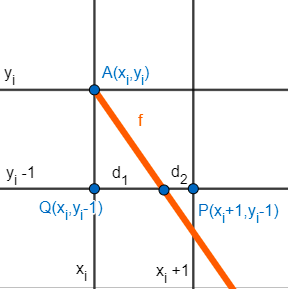 A(xi,yi)
yi
f
yi -1
d1
d2
Q(xi,yi-1)
P(xi+1,yi-1)
xi
xi +1